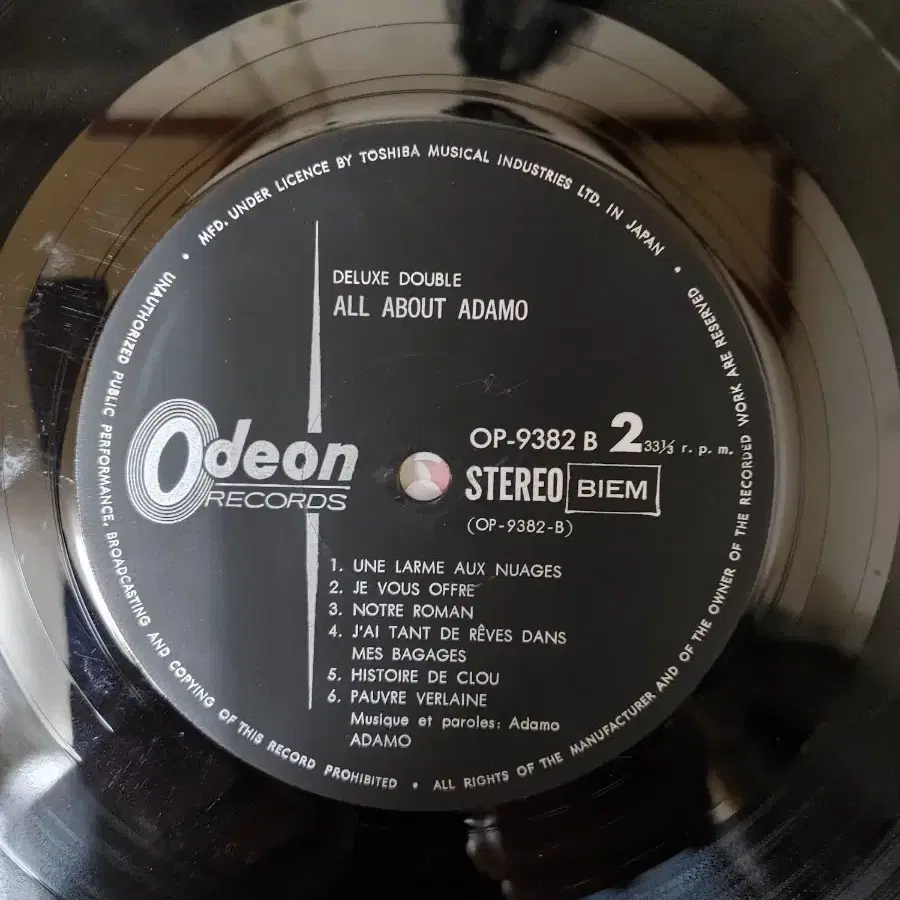 MFD. UNDER LICENCE BY TOSHIBA MUSICAL INDUSTRIES LTD. IN JAPAN •
DELUXE DOUBLE
ALL ABOUT ADAMO
Odeon
RECORDS
OP-9382 B 2 33⅓ r. p. m.
STEREO BIEM
(OP-9382-B)
1. UNE LARME AUX NUAGES
2. JE VOUS OFFRE
3. NOTRE ROMAN
4. J'AI TANT DE RÊVES DANS
MES BAGAGES
5. HISTOIRE DE CLOU
6. PAUVRE VERLAINE
Musique et paroles: Adamo
ADAMO
• UNAUTHORIZED PUBLIC PERFORMANCE, BROADCASTING AND COPYING OF THIS RECORD PROHIBITED • ALL RIGHTS OF THE MANUFACTURER AND OF THE OWNER OF THE RECORDED WORK ARE RESERVED